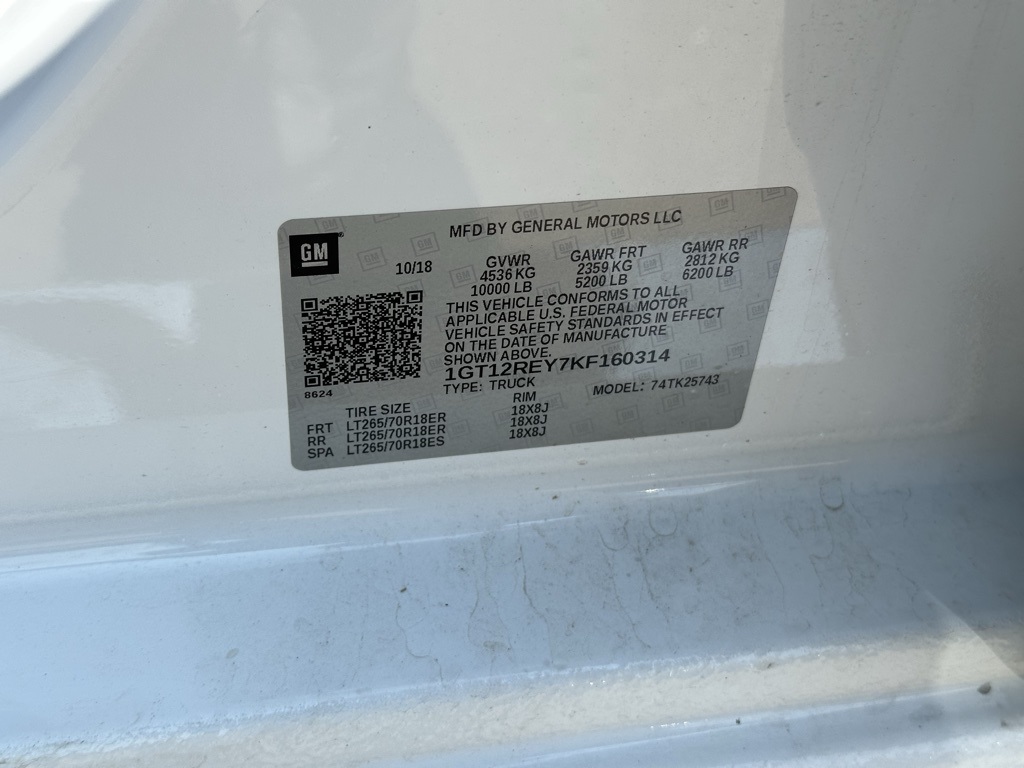 MFD BY GENERAL MOTORS LLC
GM
10/18
GVWR GAWR FRT GAWR RR
4536 KG 2359 KG 2812 KG
10000 LB 5200 LB 6200 LB
THIS VEHICLE CONFORMS TO ALL
APPLICABLE U.S. FEDERAL MOTOR
VEHICLE SAFETY STANDARDS IN EFFECT
ON THE DATE OF MANUFACTURE
SHOWN ABOVE.
1GT12REY7KF160314
TYPE: TRUCK MODEL: 74TK25743
8624
TIRE SIZE RIM
FRT LT265/70R18ER 18X8J
RR LT265/70R18ER 18X8J
SPA LT265/70R18ES 18X8J